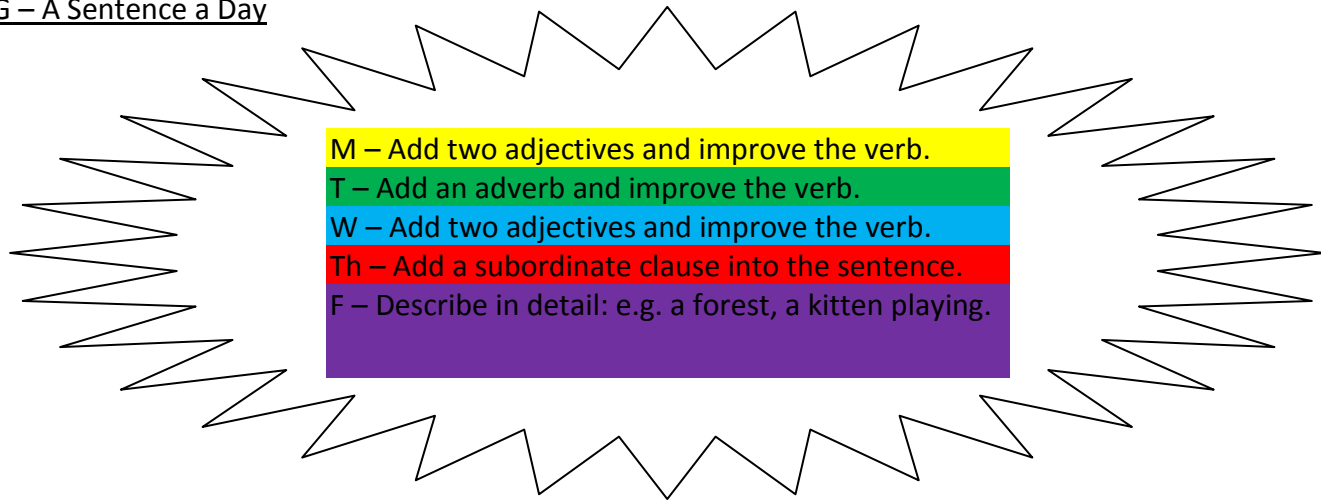 G – A Sentence a Day
M – Add two adjectives and improve the verb.
T – Add an adverb and improve the verb.
W – Add two adjectives and improve the verb.
Th – Add a subordinate clause into the sentence.
F – Describe in detail: e.g. a forest, a kitten playing.